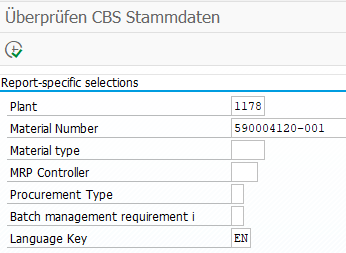 Überprüfen CBS Stammdaten
Report-specific selections
Plant 1178
Material Number 590004120-001
Material type
MRP Controller
Procurement Type
Batch management requirement i
Language Key EN